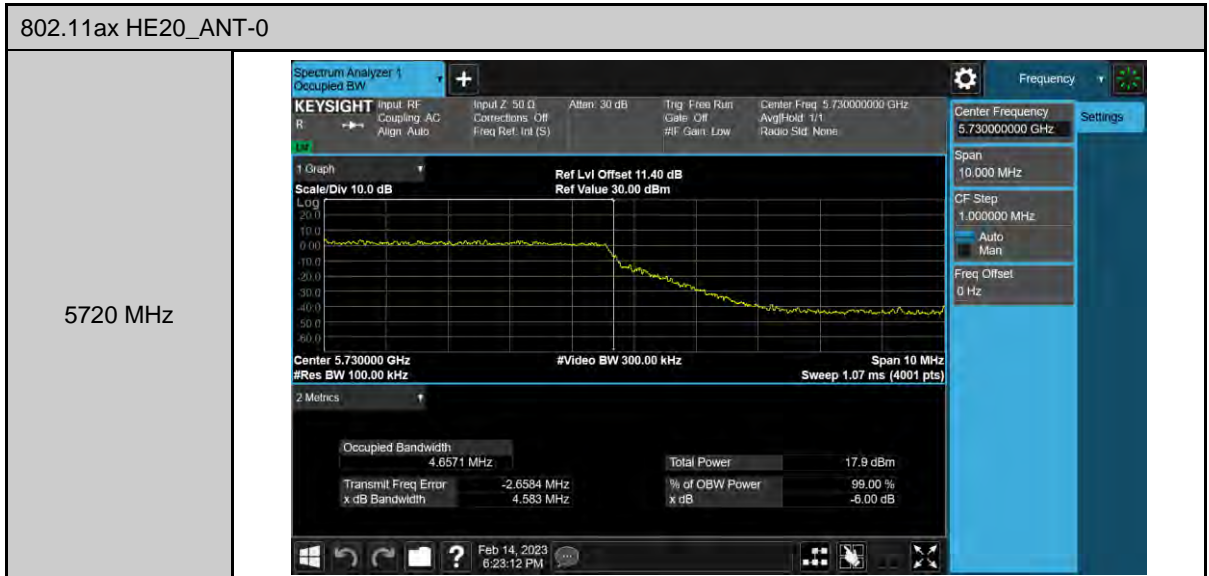 802.11ax HE20_ANT-0
5720 MHz
Spectrum Analyzer 1
Occupied BW
Frequency
KEYSIGHT Input: RF
R
Coupling: AC
Align: Auto
Input Z: 50 Ω
Corrections: Off
Freq Ref: Int (S)
Atten: 30 dB
Trig: Free Run
Gate: Off
#IF Gain: Low
Center Freq: 5.730000000 GHz
Avg|Hold: 1/1
Radio Std: None
Center Frequency
5.730000000 GHz
Settings
Span
10.000 MHz
CF Step
1.000000 MHz
Auto
Man
Freq Offset
0 Hz
1 Graph
Scale/Div 10.0 dB
Ref Lvl Offset 11.40 dB
Ref Value 30.00 dBm
Log
20.0
10.0
0.00
-10.0
-20.0
-30.0
-40.0
-50.0
-60.0
Center 5.730000 GHz
#Res BW 100.00 kHz
#Video BW 300.00 kHz
Span 10 MHz
Sweep 1.07 ms (4001 pts)
2 Metrics
Occupied Bandwidth
4.6571 MHz
Total Power 17.9 dBm
Transmit Freq Error -2.6584 MHz
x dB Bandwidth 4.583 MHz
% of OBW Power 99.00 %
x dB -6.00 dB
Feb 14, 2023
6:23:12 PM